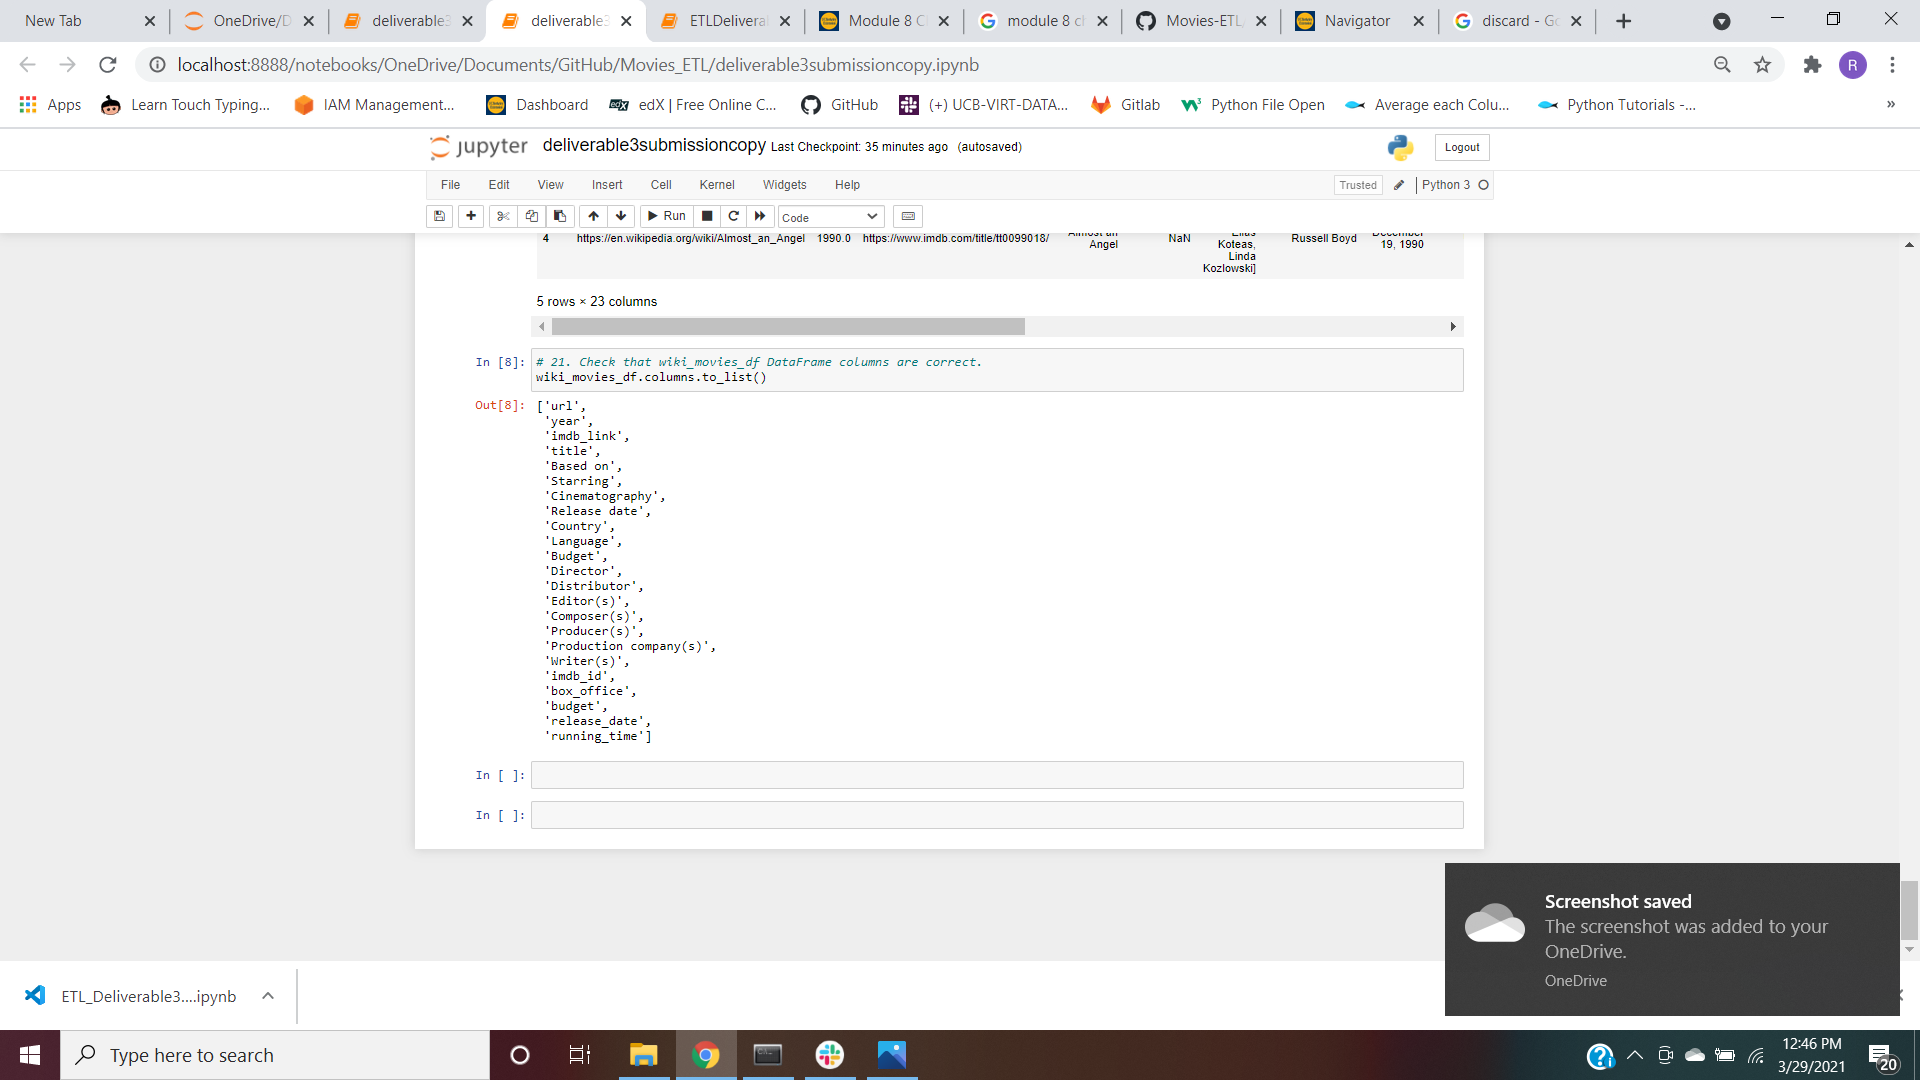 New Tab
OneDrive/D
deliverable3
deliverable3
ETLDeliveral
Module 8 C
module 8 ch
Movies-ETL
Navigator
discard - Go
localhost:8888/notebooks/OneDrive/Documents/GitHub/Movies_ETL/deliverable3submissioncopy.ipynb
R
Apps
Learn Touch Typing...
IAM Management...
Dashboard
edX | Free Online C...
GitHub
(+) UCB-VIRT-DATA...
Gitlab
Python File Open
Average each Colu...
Python Tutorials -...
»
jupyter deliverable3submissioncopy Last Checkpoint: 35 minutes ago (autosaved)
Logout
File Edit View Insert Cell Kernel Widgets Help
Trusted
Python 3
Run
Code
4 https://en.wikipedia.org/wiki/Almost_an_Angel 1990.0 https://www.imdb.com/title/tt0099018/ Almost an Angel NaN Elias Koteas, Linda Kozlowski] Russell Boyd December 19, 1990
5 rows × 23 columns
In [8]:
# 21. Check that wiki_movies_df DataFrame columns are correct.
wiki_movies_df.columns.to_list()
Out[8]: ['url',
'year',
'imdb_link',
'title',
'Based on',
'Starring',
'Cinematography',
'Release date',
'Country',
'Language',
'Budget',
'Director',
'Distributor',
'Editor(s)',
'Composer(s)',
'Producer(s)',
'Production company(s)',
'Writer(s)',
'imdb_id',
'box_office',
'budget',
'release_date',
'running_time']
In [ ]:
In [ ]:
Screenshot saved
The screenshot was added to your
OneDrive.
OneDrive
ETL_Deliverable3....ipynb
Type here to search
12:46 PM
3/29/2021
20